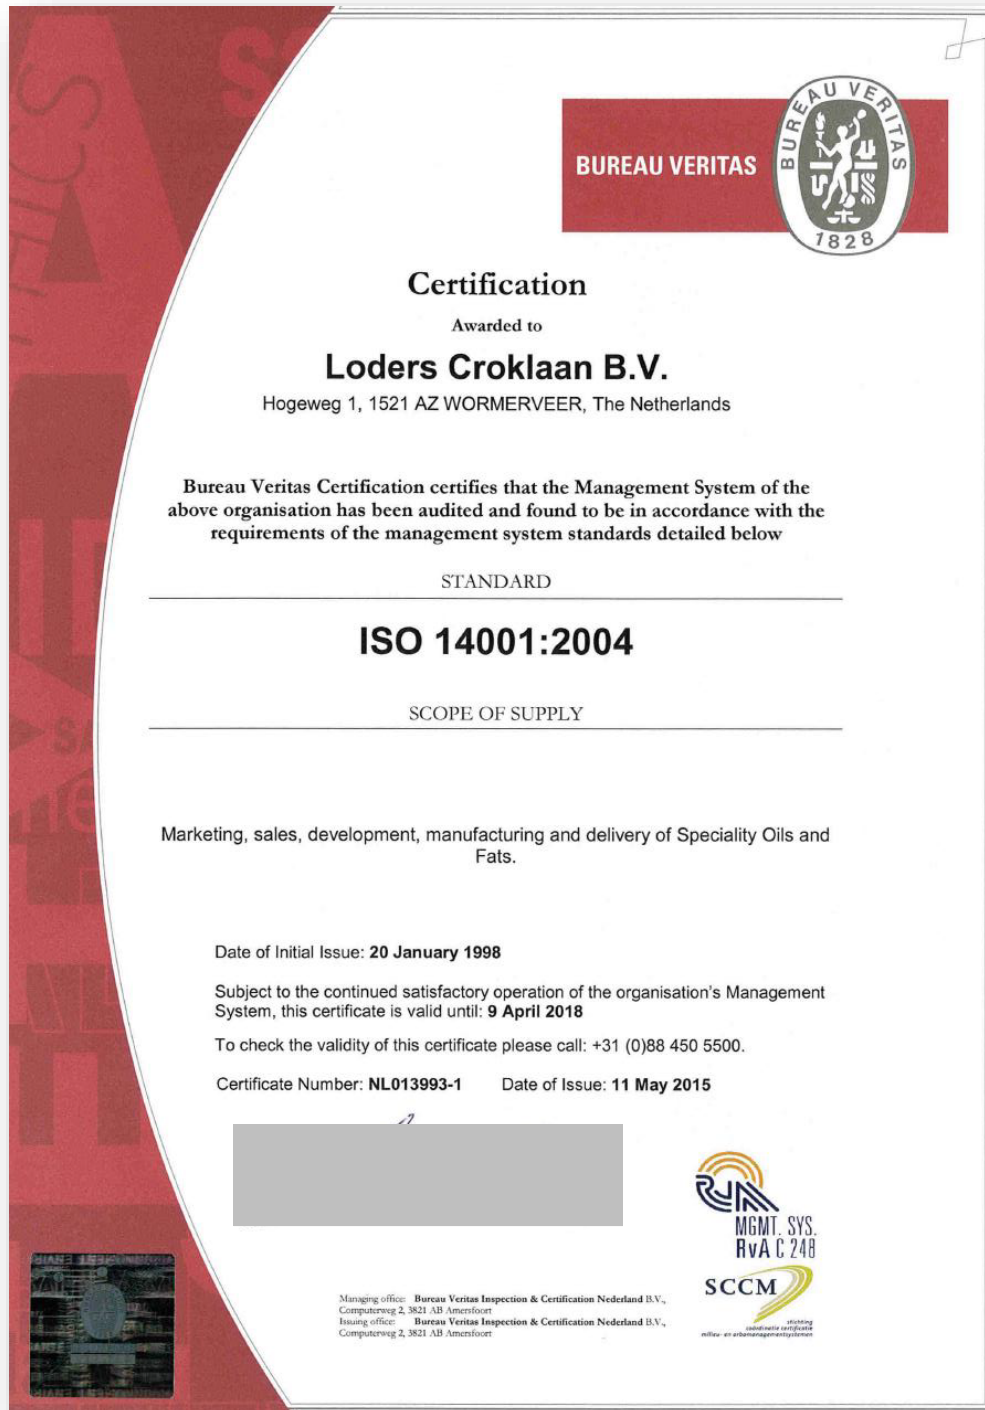 BUREAU VERITAS
BUREAU VERITAS
1828
Certification
Awarded to
Loders Croklaan B.V.
Hogeweg 1, 1521 AZ WORMERVEER, The Netherlands
Bureau Veritas Certification certifies that the Management System of the
above organisation has been audited and found to be in accordance with the
requirements of the management system standards detailed below
STANDARD
ISO 14001:2004
SCOPE OF SUPPLY
Marketing, sales, development, manufacturing and delivery of Speciality Oils and
Fats.
Date of Initial Issue: 20 January 1998
Subject to the continued satisfactory operation of the organisation's Management
System, this certificate is valid until: 9 April 2018
To check the validity of this certificate please call: +31 (0)88 450 5500.
Certificate Number: NL013993-1 Date of Issue: 11 May 2015
RvA
MGMT. SYS.
RvA C 248
SCCM
stichting
coördinatie certificatie
milieu- en arbomanagementsystemen
Managing office: Bureau Veritas Inspection & Certification Nederland B.V.,
Computerweg 2, 3821 AB Amersfoort
Issuing office: Bureau Veritas Inspection & Certification Nederland B.V.,
Computerweg 2, 3821 AB Amersfoort